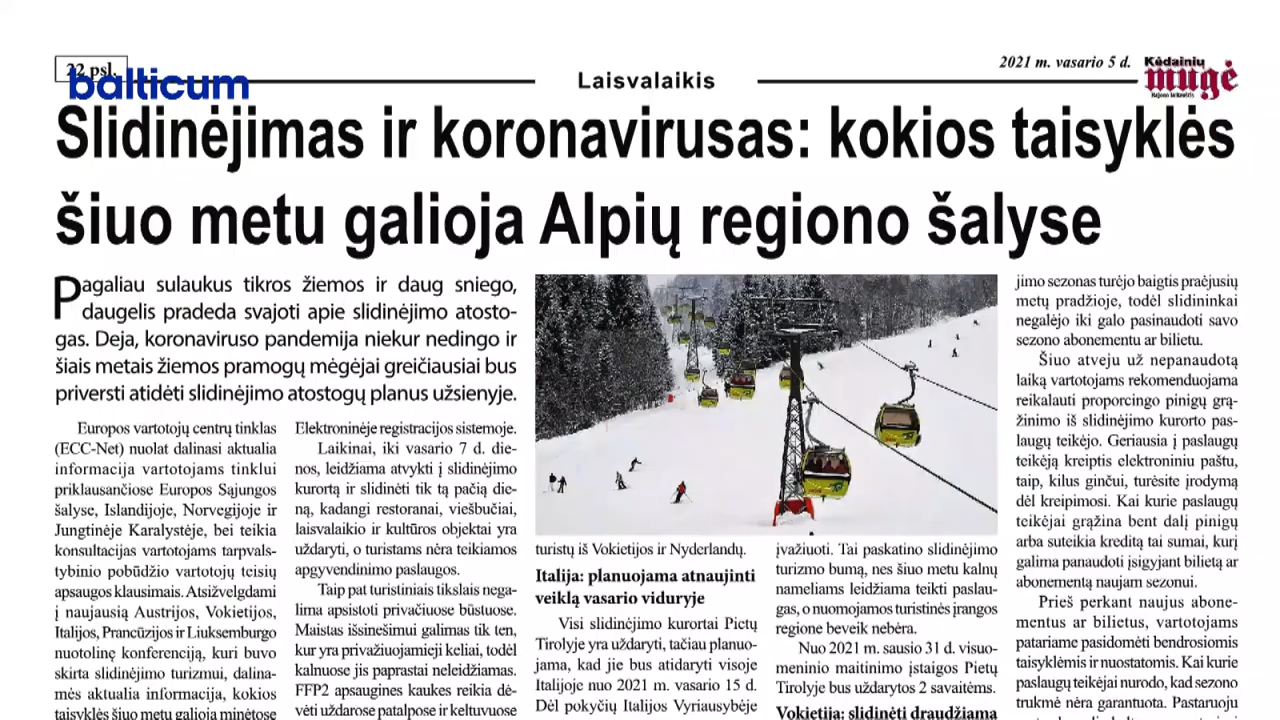 22 psl.
balticum
Laisvalaikis
2021 m. vasario 5 d.
Kėdainių
mugė
Slidinėjimas ir koronavirusas: kokios taisyklės
šiuo metu galioja Alpių regiono šalyse
Pagaliau sulaukus tikros žiemos ir daug sniego,
daugelis pradeda svajoti apie slidinėjimo atosto-
gas. Deja, koronaviruso pandemija niekur nedingo ir
šiais metais žiemos pramogų mėgėjai greičiausiai bus
priversti atidėti slidinėjimo atostogų planus užsienyje.
Europos vartotojų centrų tinklas
(ECC-Net) nuolat dalinasi aktualia
informacija vartotojams tinklui
priklausančiose Europos Sąjungos
šalyse, Islandijoje, Norvegijoje ir
Jungtinėje Karalystėje, bei teikia
konsultacijas vartotojams tarpvals-
tybinio pobūdžio vartotojų teisių
apsaugos klausimais. Atsižvelgdami
į naujausią Austrijos, Vokietijos,
Italijos, Prancūzijos ir Liuksemburgo
nuotolinę konferenciją, kuri buvo
skirta slidinėjimo turizmui, dalina-
mės aktualia informacija, kokios
taisyklės šiuo metu galioja minėtose
Elektroninėje registracijos sistemoje.
Laikinai, iki vasario 7 d. die-
nos, leidžiama atvykti į slidinėjimo
kurortą ir slidinėti tik tą pačią die-
ną, kadangi restoranai, viešbučiai,
laisvalaikio ir kultūros objektai yra
uždaryti, o turistams nėra teikiamos
apgyvendinimo paslaugos.
Taip pat turistiniais tikslais nega-
lima apsistoti privačiuose būstuose.
Maistas išsinešimui galimas tik ten,
kur yra privažiuojamieji keliai, todėl
kalnuose jis paprastai neleidžiamas.
FFP2 apsaugines kaukes reikia dė-
vėti uždarose patalpose ir keltuvuose
turistų iš Vokietijos ir Nyderlandų.
Italija: planuojama atnaujinti
veiklą vasario viduryje
Visi slidinėjimo kurortai Pietų
Tirolyje yra uždaryti, tačiau planuo-
jama, kad jie bus atidaryti visoje
Italijoje nuo 2021 m. vasario 15 d.
Dėl pokyčių Italijos Vyriausybėje
įvažiuoti. Tai paskatino slidinėjimo
turizmo bumą, nes šiuo metu kalnų
nameliams leidžiama teikti paslau-
gas, o nuomojamos turistinės įrangos
regione beveik nebėra.
Nuo 2021 m. sausio 31 d. visuo-
meninio maitinimo įstaigos Pietų
Tirolyje bus uždarytos 2 savaitėms.
Vokietija: slidinėti draudžiama
jimo sezonas turėjo baigtis praėjusių
metų pradžioje, todėl slidininkai
negalėjo iki galo pasinaudoti savo
sezono abonementu ar bilietu.
Šiuo atveju už nepanaudotą
laiką vartotojams rekomenduojama
reikalauti proporcingo pinigų grą-
žinimo iš slidinėjimo kurorto pas-
laugų teikėjo. Geriausia į paslaugų
teikėją kreiptis elektroniniu paštu,
taip, kilus ginčui, turėsite įrodymą
dėl kreipimosi. Kai kurie paslaugų
teikėjai grąžina bent dalį pinigų
arba suteikia kreditą tai sumai, kurį
galima panaudoti įsigyjant bilietą ar
abonementą naujam sezonui.
Prieš perkant naujus abone-
mentus ar bilietus, vartotojams
patariame pasidomėti bendrosiomis
taisyklėmis ir nuostatomis. Kai kurie
paslaugų teikėjai nurodo, kad sezono
trukmė nėra garantuota. Pastaruoju